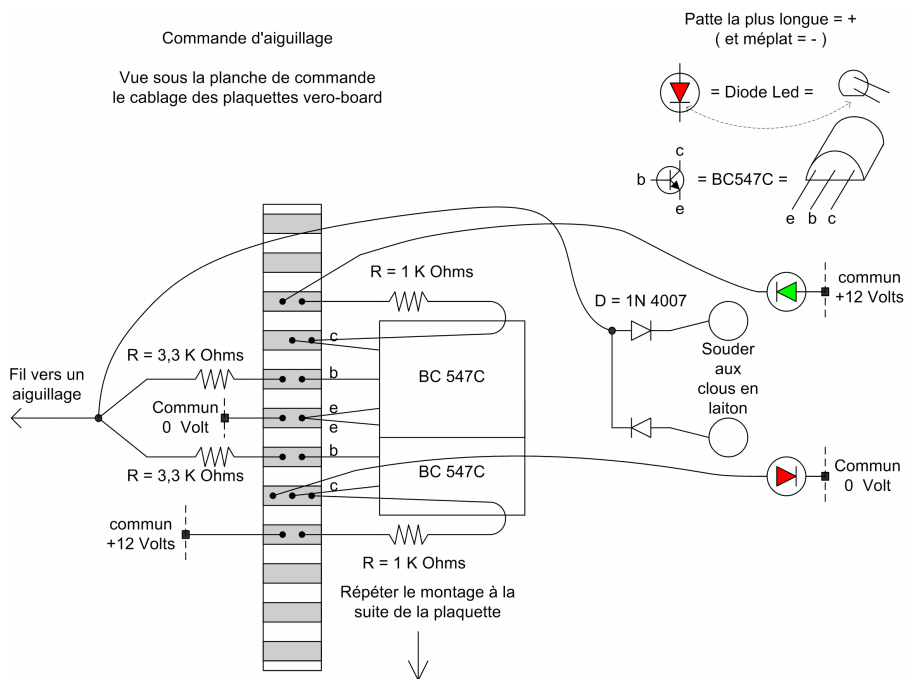 Commande d'aiguillage
Vue sous la planche de commande
le cablage des plaquettes vero-board
Patte la plus longue = +
( et méplat = - )
= Diode Led =
c
b
= BC547C =
e
e b c
R = 1 K Ohms
commun
+12 Volts
D = 1N 4007
c
R = 3,3 K Ohms
Souder
aux
clous en
laiton
Fil vers un
aiguillage
b
BC 547C
Commun
0 Volt
e
e
b
R = 3,3 K Ohms
BC 547C
c
Commun
0 Volt
commun
+12 Volts
R = 1 K Ohms
Répéter le montage à la
suite de la plaquette